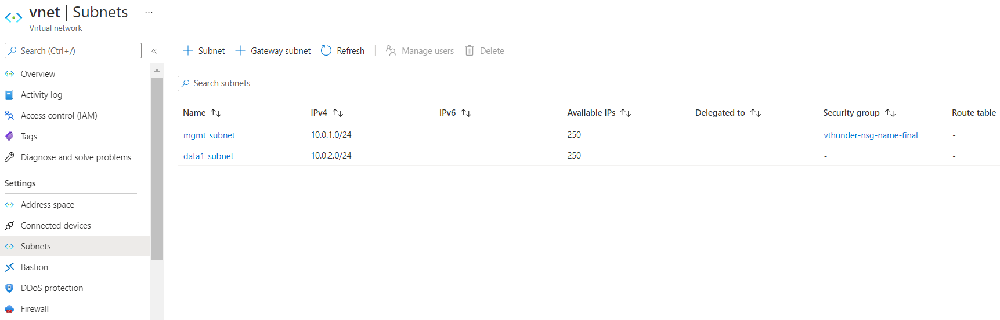 vnet | Subnets ...
Virtual network
Search (Ctrl+/)
«
Overview
Activity log
Access control (IAM)
Tags
Diagnose and solve problems
Settings
Address space
Connected devices
Subnets
Bastion
DDoS protection
Firewall
+ Subnet + Gateway subnet Refresh Manage users Delete
Search subnets
Name ↑↓ IPv4 ↑↓ IPv6 ↑↓ Available IPs ↑↓ Delegated to ↑↓ Security group ↑↓ Route table
mgmt_subnet 10.0.1.0/24 - 250 - vthunder-nsg-name-final -
data1_subnet 10.0.2.0/24 - 250 - - -